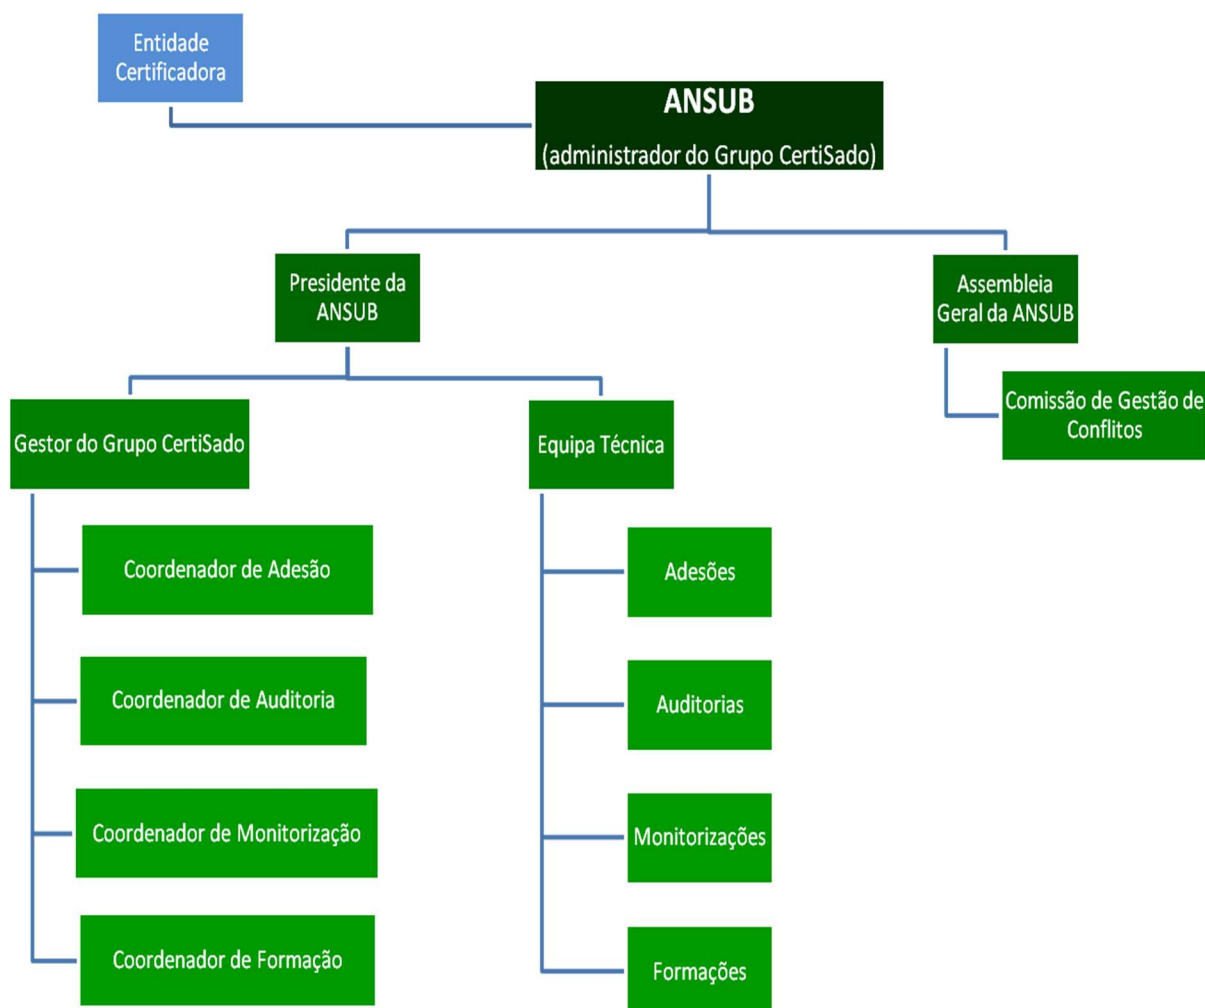 Entidade
Certificadora
ANSUB
(administrador do Grupo CertiSado)
Presidente da
ANSUB
Assembleia
Geral da ANSUB
Comissão de Gestão de
Conflitos
Gestor do Grupo CertiSado
Equipa Técnica
Coordenador de Adesão
Coordenador de Auditoria
Coordenador de Monitorização
Coordenador de Formação
Adesões
Auditorias
Monitorizações
Formações